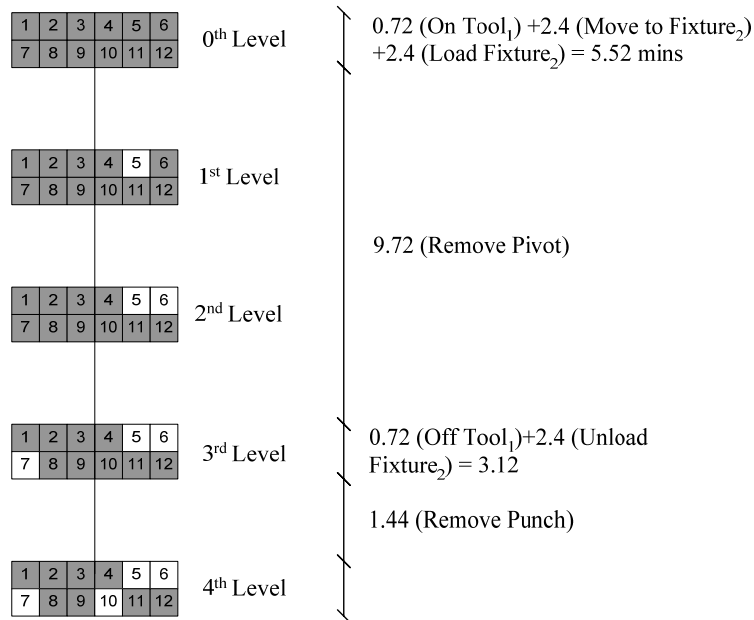 1 2 3 4 5 6
7 8 9 10 11 12
0th Level
0.72 (On Tool1) +2.4 (Move to Fixture2)
+2.4 (Load Fixture2) = 5.52 mins
1 2 3 4 5 6
7 8 9 10 11 12
1st Level
9.72 (Remove Pivot)
1 2 3 4 5 6
7 8 9 10 11 12
2nd Level
1 2 3 4 5 6
7 8 9 10 11 12
3rd Level
0.72 (Off Tool1)+2.4 (Unload
Fixture2) = 3.12
1.44 (Remove Punch)
1 2 3 4 5 6
7 8 9 10 11 12
4th Level